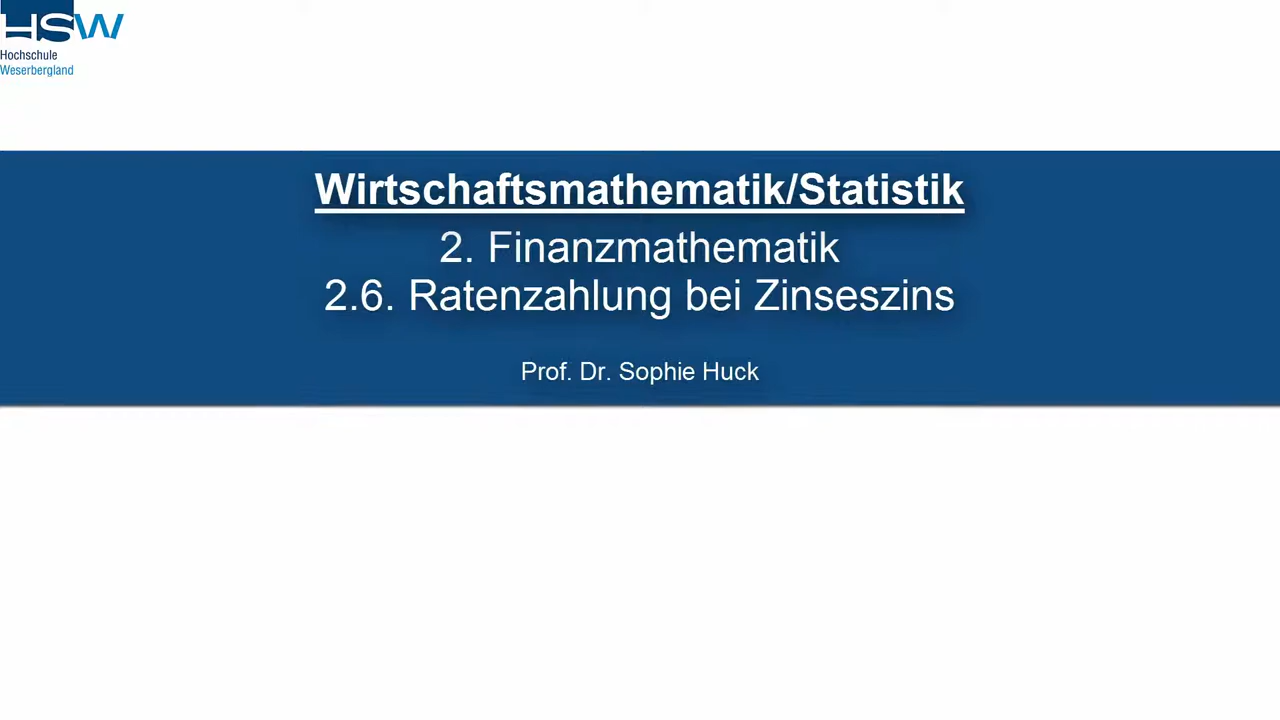 HSW
Hochschule
Weserbergland
Wirtschaftsmathematik/Statistik
2. Finanzmathematik
2.6. Ratenzahlung bei Zinseszins
Prof. Dr. Sophie Huck